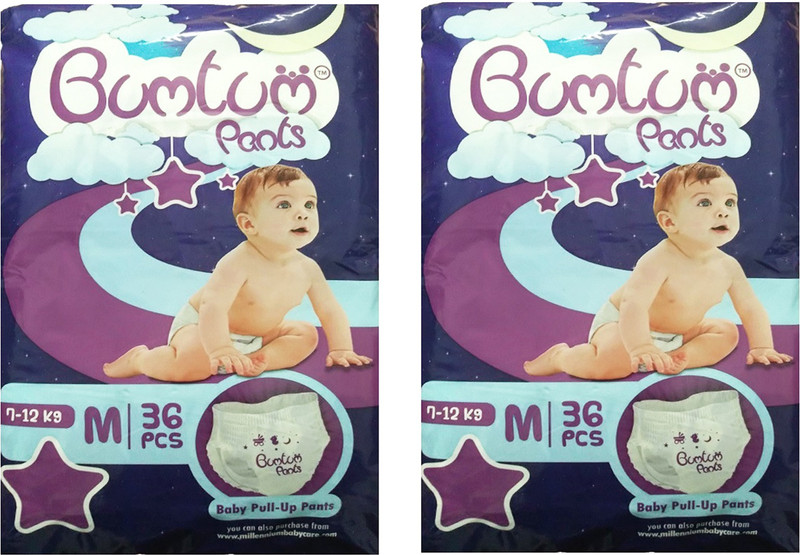 Bumtum™
Pants
7-12 Kg
M
36
PCS
Bumtum
Pants
Baby Pull-Up Pants
you can also purchase from
www.millenniumbabycare.com
Bumtum™
Pants
7-12 Kg
M
36
PCS
Bumtum
Pants
Baby Pull-Up Pants
you can also purchase from
www.millenniumbabycare.com